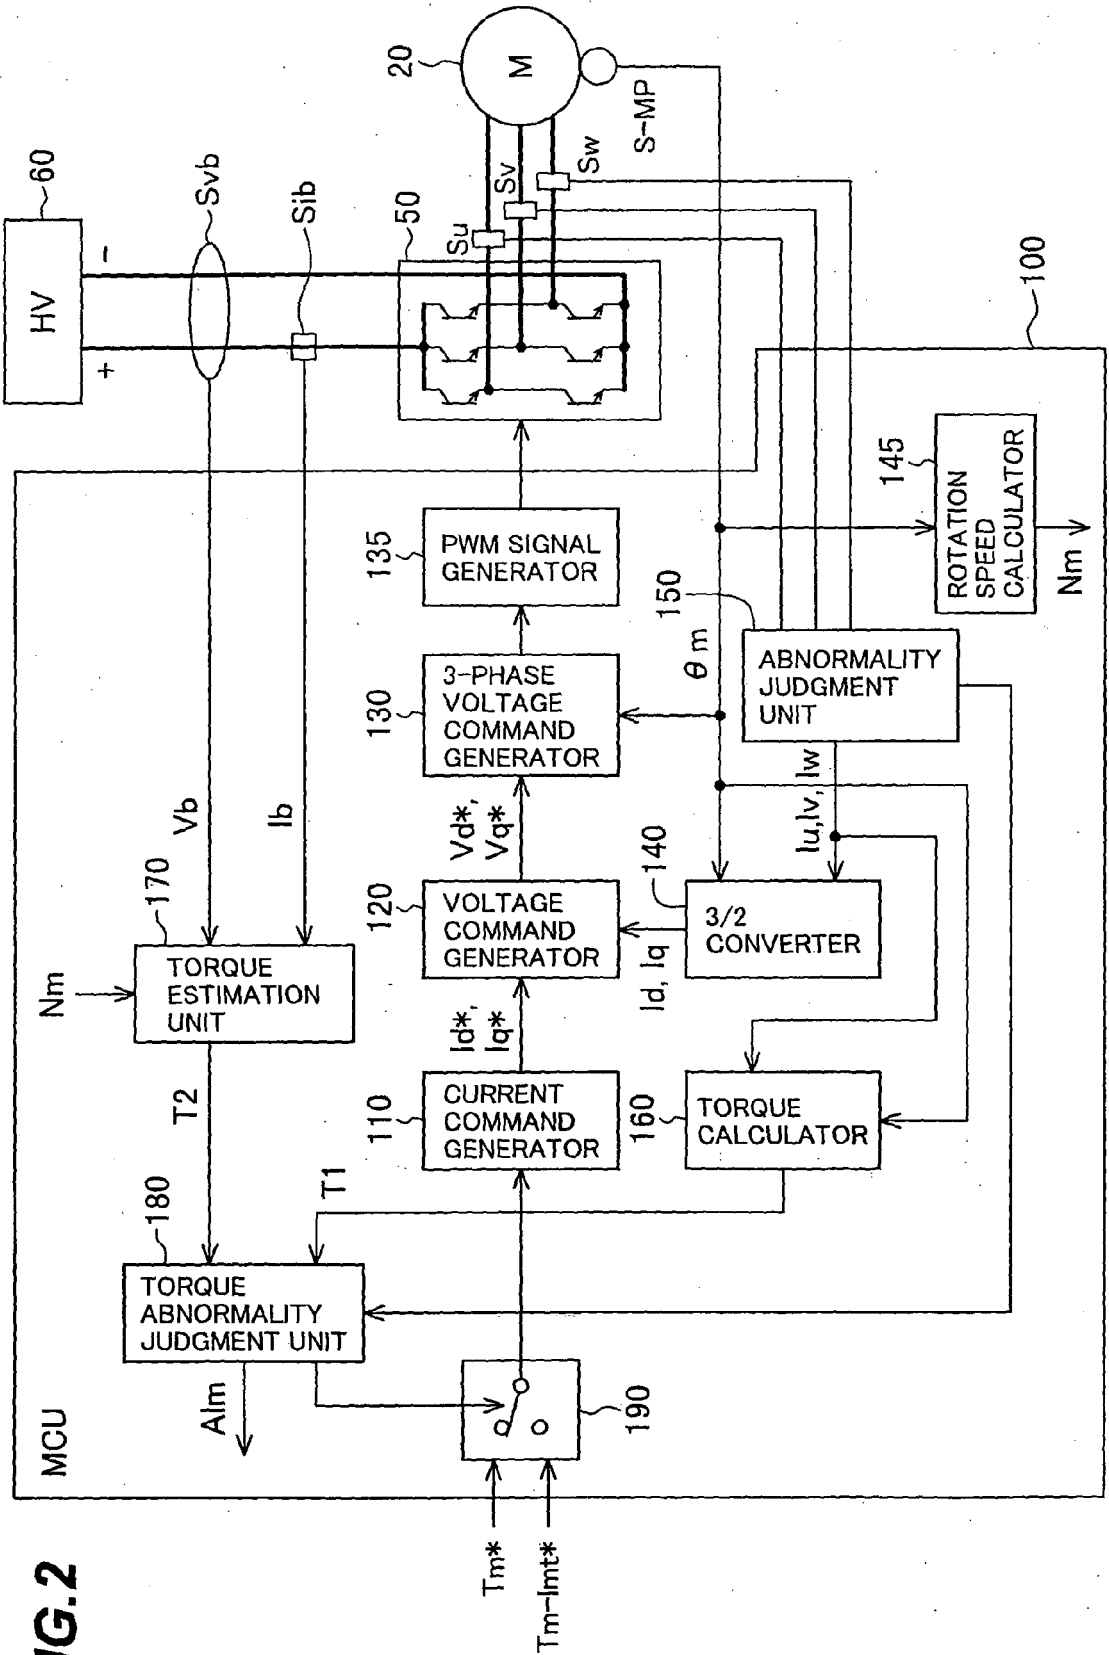 IG.2
MCU
100
HV
60
+
−
Svb
Sib
20
M
S-MP
Su
Sv
Sw
50
PWM SIGNAL
GENERATOR
135
3-PHASE
VOLTAGE
COMMAND
GENERATOR
130
Vd*,
Vq*
VOLTAGE
COMMAND
GENERATOR
120
Id*,
Iq*
CURRENT
COMMAND
GENERATOR
110
Vb
Ib
Nm
TORQUE
ESTIMATION
UNIT
170
T2
T1
TORQUE
ABNORMALITY
JUDGMENT UNIT
180
Alm
190
Tm*
Tm-lmt*
θm
ABNORMALITY
JUDGMENT
UNIT
150
Iu,Iv, Iw
3/2
CONVERTER
140
Id, Iq
TORQUE
CALCULATOR
160
ROTATION
SPEED
CALCULATOR
145
Nm